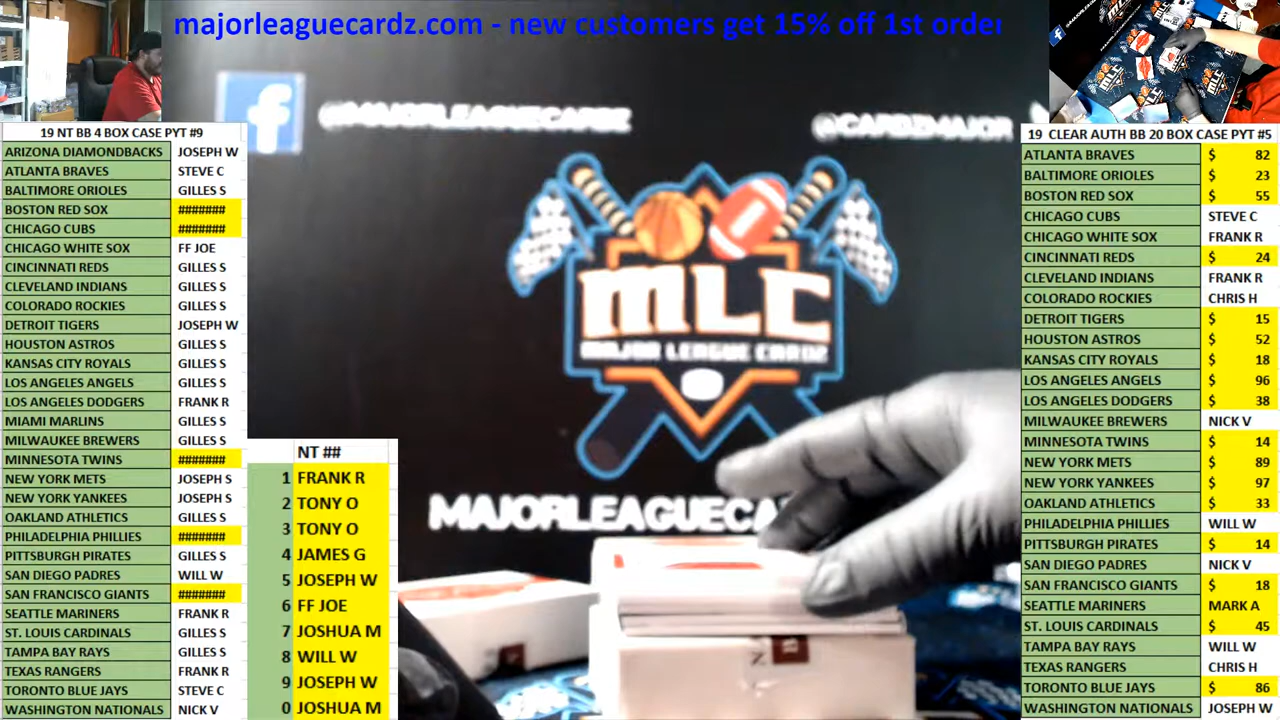 majorleaguecardz.com - new customers get 15% off 1st order
@MAJORLEAGUECARDZ
@CARDZMAJOR
19 NT BB 4 BOX CASE PYT #9
ARIZONA DIAMONDBACKS JOSEPH W
ATLANTA BRAVES STEVE C
BALTIMORE ORIOLES GILLES S
BOSTON RED SOX #######
CHICAGO CUBS #######
CHICAGO WHITE SOX FF JOE
CINCINNATI REDS GILLES S
CLEVELAND INDIANS GILLES S
COLORADO ROCKIES GILLES S
DETROIT TIGERS JOSEPH W
HOUSTON ASTROS GILLES S
KANSAS CITY ROYALS GILLES S
LOS ANGELES ANGELS GILLES S
LOS ANGELES DODGERS FRANK R
MIAMI MARLINS GILLES S
MILWAUKEE BREWERS GILLES S
MINNESOTA TWINS #######
NEW YORK METS JOSEPH S
NEW YORK YANKEES JOSEPH S
OAKLAND ATHLETICS GILLES S
PHILADELPHIA PHILLIES #######
PITTSBURGH PIRATES GILLES S
SAN DIEGO PADRES WILL W
SAN FRANCISCO GIANTS #######
SEATTLE MARINERS FRANK R
ST. LOUIS CARDINALS GILLES S
TAMPA BAY RAYS GILLES S
TEXAS RANGERS FRANK R
TORONTO BLUE JAYS STEVE C
WASHINGTON NATIONALS NICK V
NT ##
1 FRANK R
2 TONY O
3 TONY O
4 JAMES G
5 JOSEPH W
6 FF JOE
7 JOSHUA M
8 WILL W
9 JOSEPH W
0 JOSHUA M
MLC
MAJOR LEAGUE CARDZ
MAJORLEAGUECA
MLC
19 CLEAR AUTH BB 20 BOX CASE PYT #5
ATLANTA BRAVES $ 82
BALTIMORE ORIOLES $ 23
BOSTON RED SOX $ 55
CHICAGO CUBS STEVE C
CHICAGO WHITE SOX FRANK R
CINCINNATI REDS $ 24
CLEVELAND INDIANS FRANK R
COLORADO ROCKIES CHRIS H
DETROIT TIGERS $ 15
HOUSTON ASTROS $ 52
KANSAS CITY ROYALS $ 18
LOS ANGELES ANGELS $ 96
LOS ANGELES DODGERS $ 38
MILWAUKEE BREWERS NICK V
MINNESOTA TWINS $ 14
NEW YORK METS $ 89
NEW YORK YANKEES $ 97
OAKLAND ATHLETICS $ 33
PHILADELPHIA PHILLIES WILL W
PITTSBURGH PIRATES $ 14
SAN DIEGO PADRES NICK V
SAN FRANCISCO GIANTS $ 18
SEATTLE MARINERS MARK A
ST. LOUIS CARDINALS $ 45
TAMPA BAY RAYS WILL W
TEXAS RANGERS CHRIS H
TORONTO BLUE JAYS $ 86
WASHINGTON NATIONALS JOSEPH W